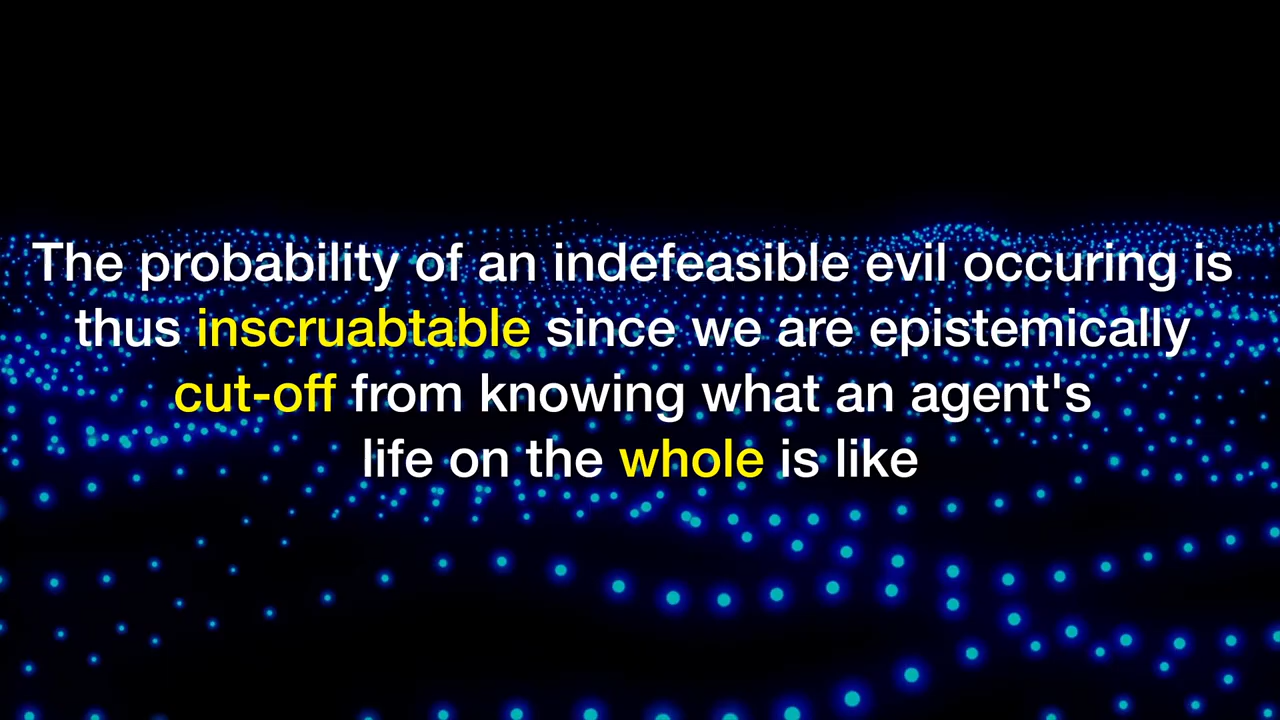 The probability of an indefeasible evil occuring is
thus inscruabtable since we are epistemically
cut-off from knowing what an agent's
life on the whole is like